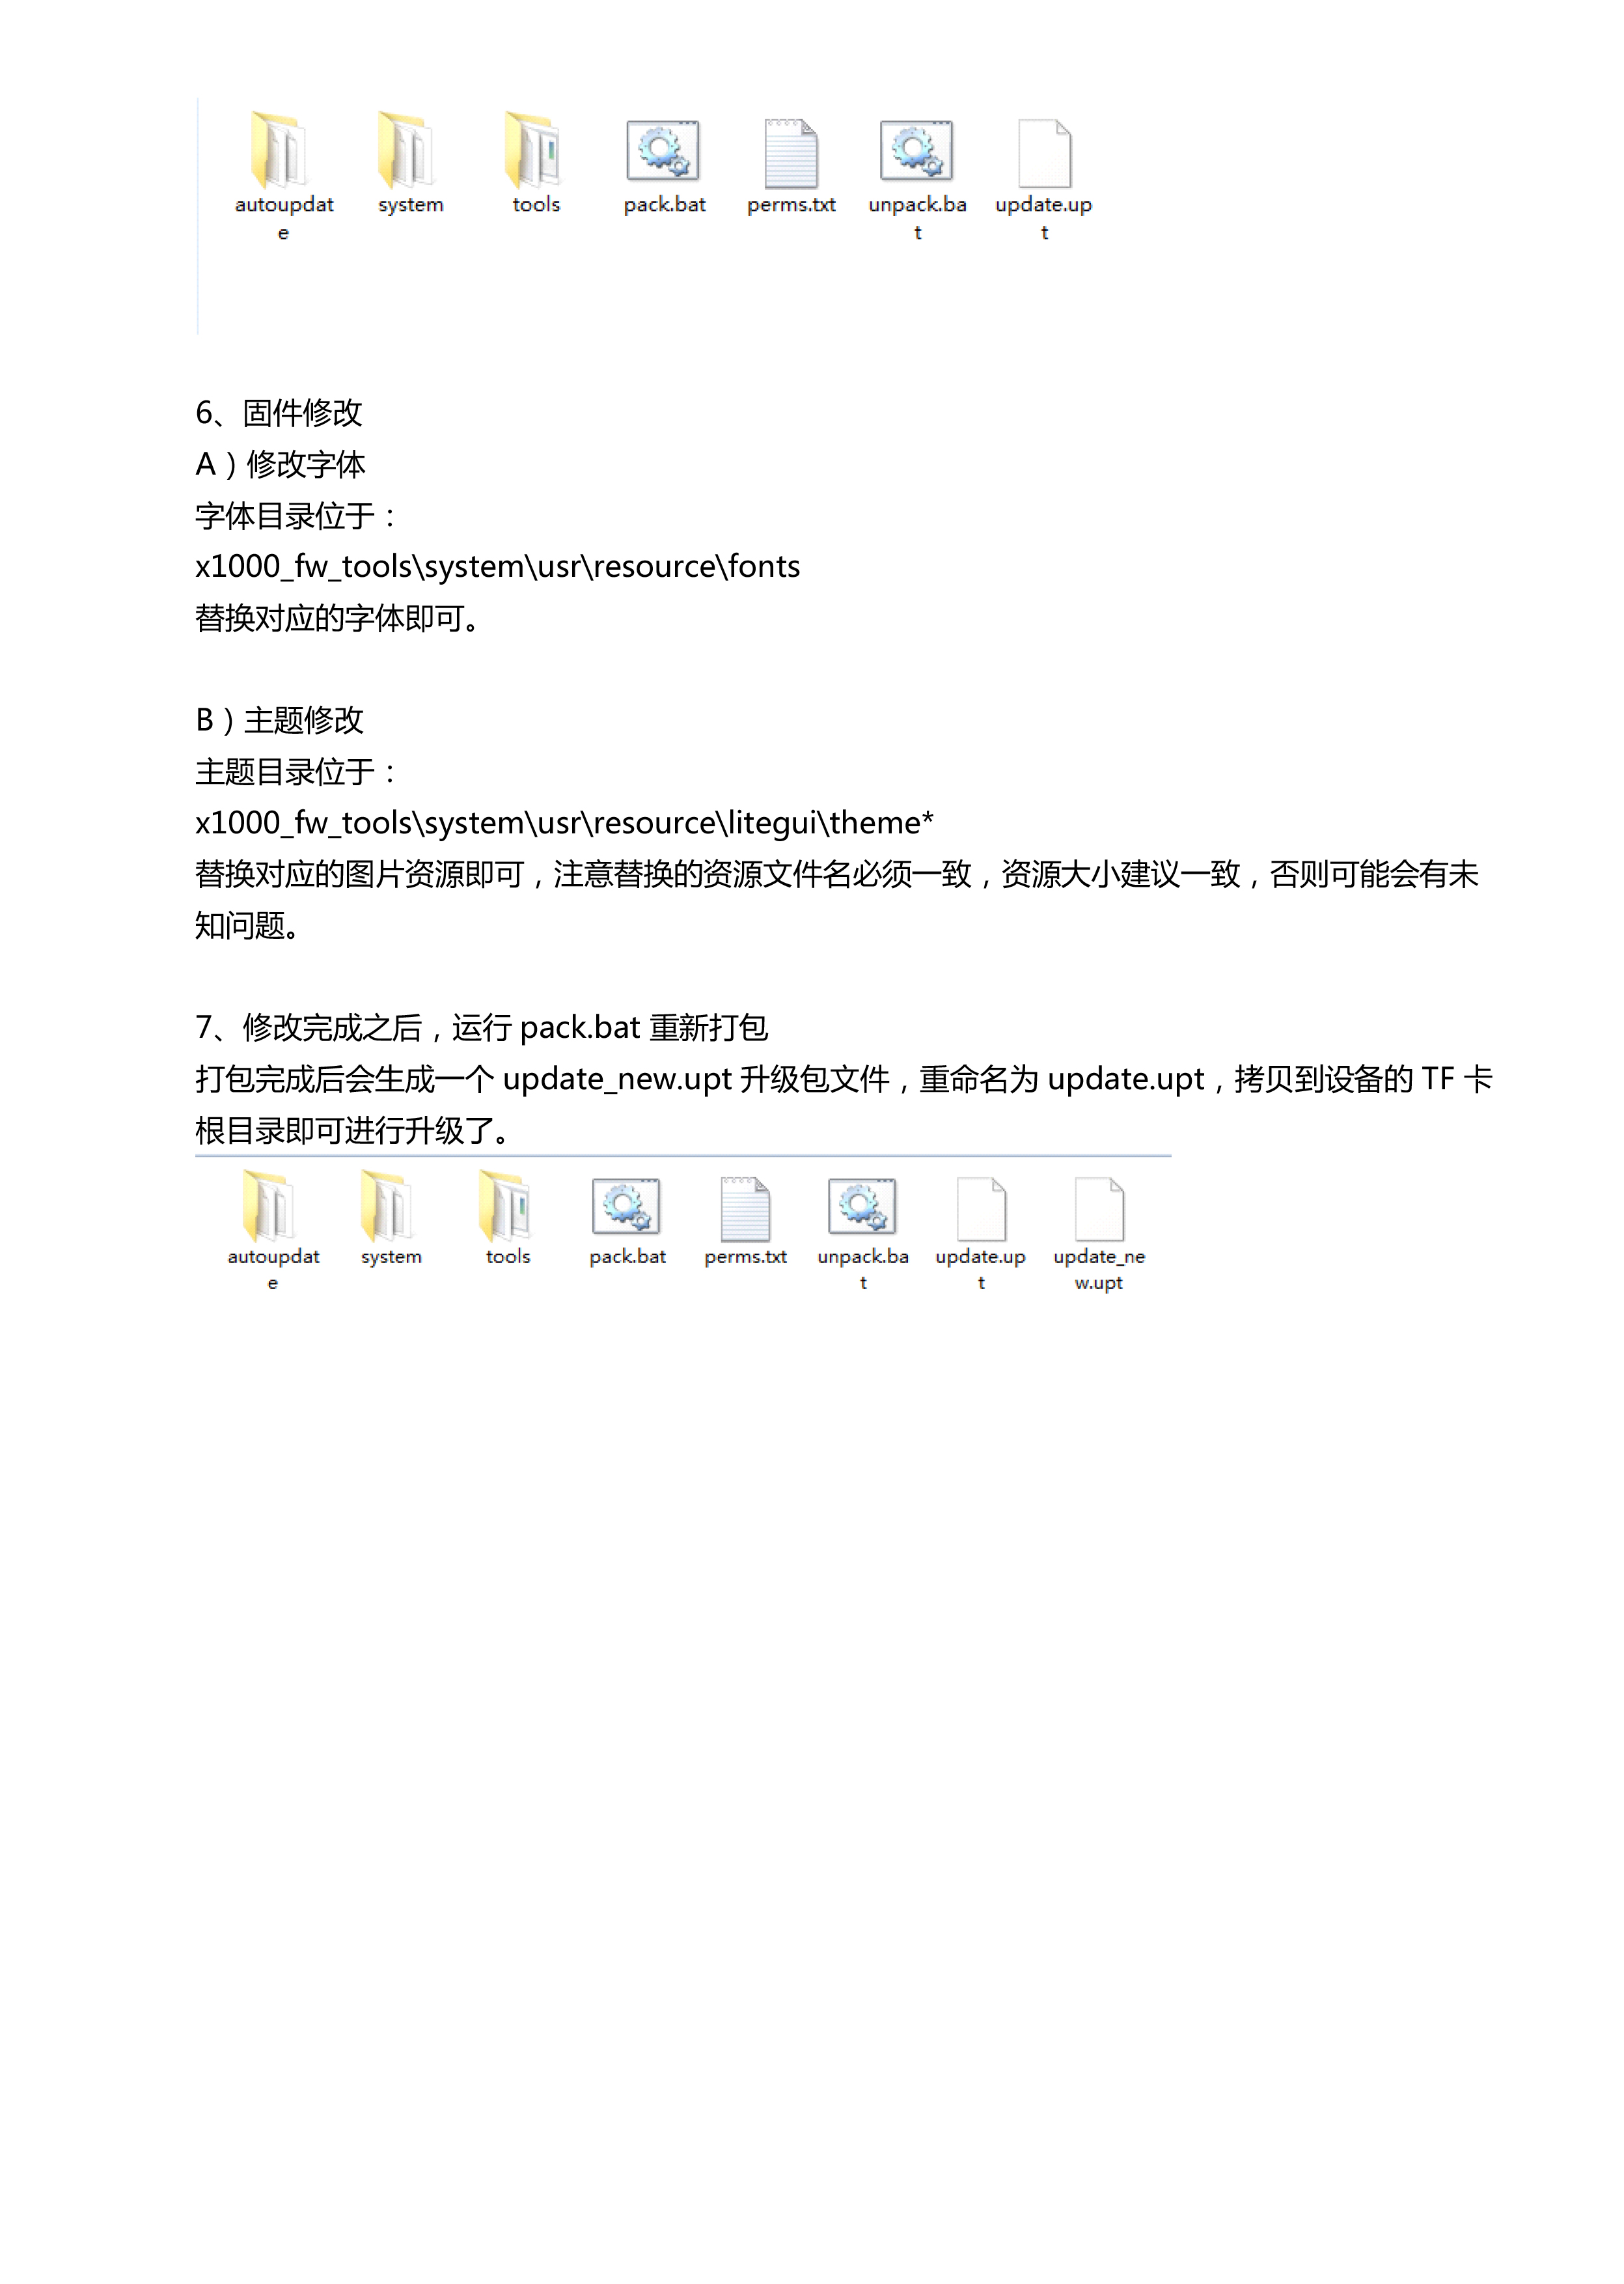 autoupdat system tools pack.bat perms.txt unpack.ba update.up
e t t
6、固件修改
A）修改字体
字体目录位于：
x1000_fw_tools\system\usr\resource\fonts
替换对应的字体即可。
B）主题修改
主题目录位于：
x1000_fw_tools\system\usr\resource\litegui\theme*
替换对应的图片资源即可，注意替换的资源文件名必须一致，资源大小建议一致，否则可能会有未
知问题。
7、修改完成之后，运行 pack.bat 重新打包
打包完成后会生成一个 update_new.upt 升级包文件，重命名为 update.upt，拷贝到设备的 TF 卡
根目录即可进行升级了。
autoupdat system tools pack.bat perms.txt unpack.ba update.up update_ne
e t t w.upt